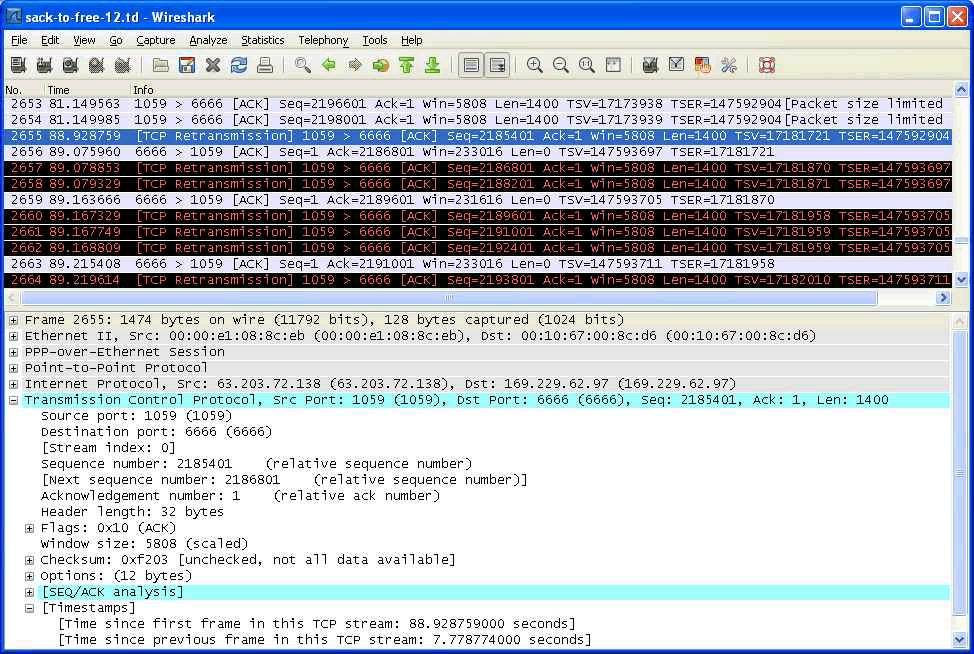 sack-to-free-12.td - Wireshark
File Edit View Go Capture Analyze Statistics Telephony Tools Help
No. Time Info
2653 81.149563 1059 > 6666 [ACK] Seq=2196601 Ack=1 Win=5808 Len=1400 TSV=17173938 TSER=147592904[Packet size limited
2654 81.149985 1059 > 6666 [ACK] Seq=2198001 Ack=1 Win=5808 Len=1400 TSV=17173939 TSER=147592904[Packet size limited
2655 88.928759 [TCP Retransmission] 1059 > 6666 [ACK] Seq=2185401 Ack=1 Win=5808 Len=1400 TSV=17181721 TSER=147592904
2656 89.075960 6666 > 1059 [ACK] Seq=1 Ack=2186801 Win=233016 Len=0 TSV=147593697 TSER=17181721
2657 89.078853 [TCP Retransmission] 1059 > 6666 [ACK] Seq=2186801 Ack=1 Win=5808 Len=1400 TSV=17181870 TSER=147593697
2658 89.079329 [TCP Retransmission] 1059 > 6666 [ACK] Seq=2188201 Ack=1 Win=5808 Len=1400 TSV=17181871 TSER=147593697
2659 89.163666 6666 > 1059 [ACK] Seq=1 Ack=2189601 Win=231616 Len=0 TSV=147593705 TSER=17181870
2660 89.167329 [TCP Retransmission] 1059 > 6666 [ACK] Seq=2189601 Ack=1 Win=5808 Len=1400 TSV=17181958 TSER=147593705
2661 89.167749 [TCP Retransmission] 1059 > 6666 [ACK] Seq=2191001 Ack=1 Win=5808 Len=1400 TSV=17181959 TSER=147593705
2662 89.168809 [TCP Retransmission] 1059 > 6666 [ACK] Seq=2192401 Ack=1 Win=5808 Len=1400 TSV=17181959 TSER=147593705
2663 89.215408 6666 > 1059 [ACK] Seq=1 Ack=2191001 Win=233016 Len=0 TSV=147593711 TSER=17181958
2664 89.219614 [TCP Retransmission] 1059 > 6666 [ACK] Seq=2193801 Ack=1 Win=5808 Len=1400 TSV=17182010 TSER=147593711
Frame 2655: 1474 bytes on wire (11792 bits), 128 bytes captured (1024 bits)
Ethernet II, Src: 00:00:e1:08:8c:eb (00:00:e1:08:8c:eb), Dst: 00:10:67:00:8c:d6 (00:10:67:00:8c:d6)
PPP-over-Ethernet Session
Point-to-Point Protocol
Internet Protocol, Src: 63.203.72.138 (63.203.72.138), Dst: 169.229.62.97 (169.229.62.97)
Transmission Control Protocol, Src Port: 1059 (1059), Dst Port: 6666 (6666), Seq: 2185401, Ack: 1, Len: 1400
Source port: 1059 (1059)
Destination port: 6666 (6666)
[Stream index: 0]
Sequence number: 2185401 (relative sequence number)
[Next sequence number: 2186801 (relative sequence number)]
Acknowledgement number: 1 (relative ack number)
Header length: 32 bytes
Flags: 0x10 (ACK)
Window size: 5808 (scaled)
Checksum: 0xf203 [unchecked, not all data available]
Options: (12 bytes)
[SEQ/ACK analysis]
[Timestamps]
[Time since first frame in this TCP stream: 88.928759000 seconds]
[Time since previous frame in this TCP stream: 7.778774000 seconds]